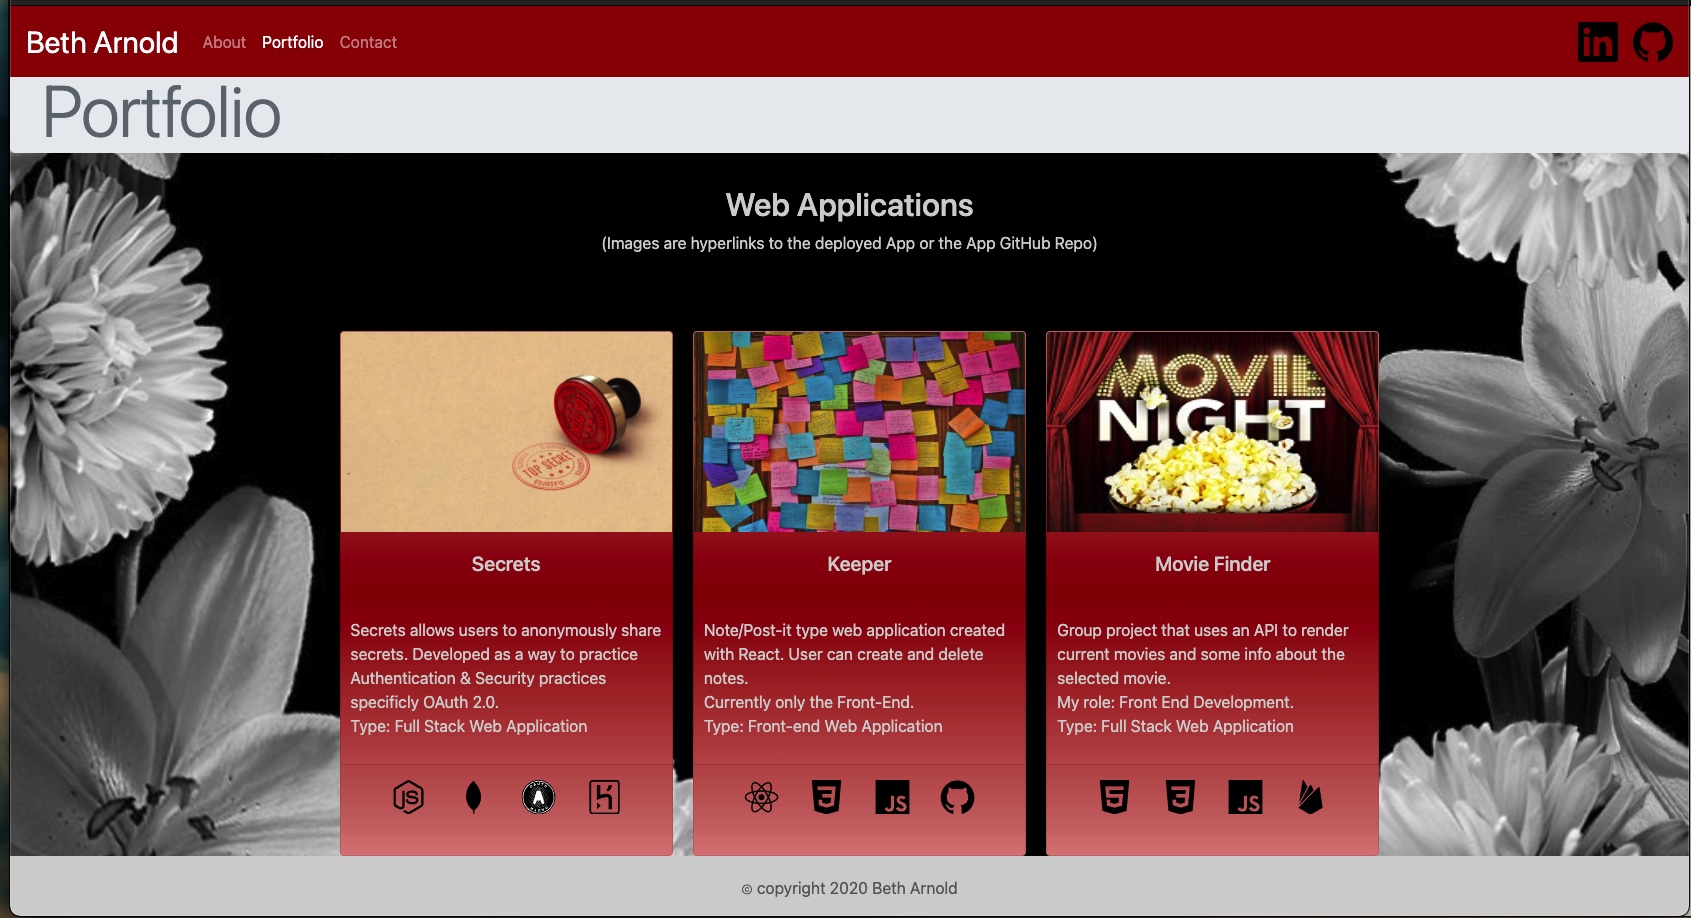 Beth Arnold About Portfolio Contact in
Portfolio
Web Applications
(Images are hyperlinks to the deployed App or the App GitHub Repo)
TOP SECRET
MOVIE
NIGHT
Secrets
Secrets allows users to anonymously share
secrets. Developed as a way to practice
Authentication & Security practices
specificly OAuth 2.0.
Type: Full Stack Web Application
JS
Keeper
Note/Post-it type web application created
with React. User can create and delete
notes.
Currently only the Front-End.
Type: Front-end Web Application
JS
Movie Finder
Group project that uses an API to render
current movies and some info about the
selected movie.
My role: Front End Development.
Type: Full Stack Web Application
JS
© copyright 2020 Beth Arnold